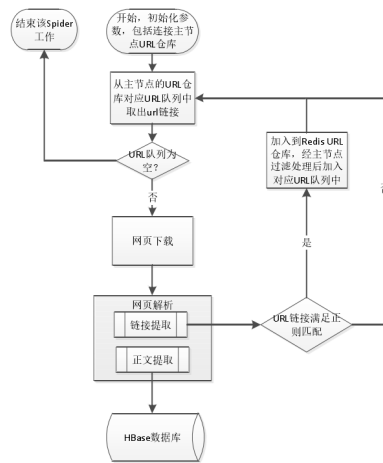 结束该Spider
工作
开始，初始化参
数，包括连接主节
点URL仓库
从主节点的URL仓
库对应URL队列中
取出url链接
URL队列为
空？
否
网页下载
网页解析
链接提取
正文提取
HBase数据库
加入到Redis URL
仓库，经主节点
过滤处理后加入
对应URL队列中
是
URL链接满足正
则匹配